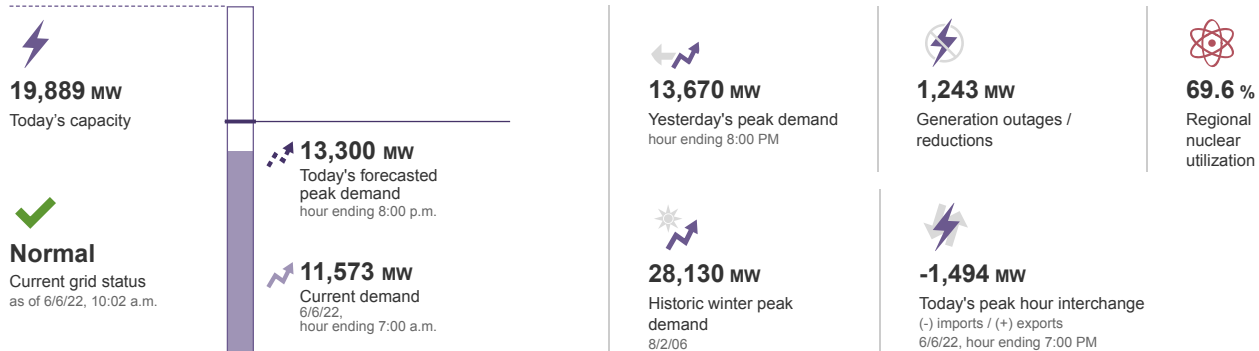 19,889 MW
Today's capacity
Normal
Current grid status
as of 6/6/22, 10:02 a.m.
13,300 MW
Today's forecasted
peak demand
hour ending 8:00 p.m.
11,573 MW
Current demand
6/6/22,
hour ending 7:00 a.m.
13,670 MW
Yesterday's peak demand
hour ending 8:00 PM
1,243 MW
Generation outages /
reductions
69.6 %
Regional
nuclear
utilization
28,130 MW
Historic winter peak
demand
8/2/06
-1,494 MW
Today's peak hour interchange
(-) imports / (+) exports
6/6/22, hour ending 7:00 PM